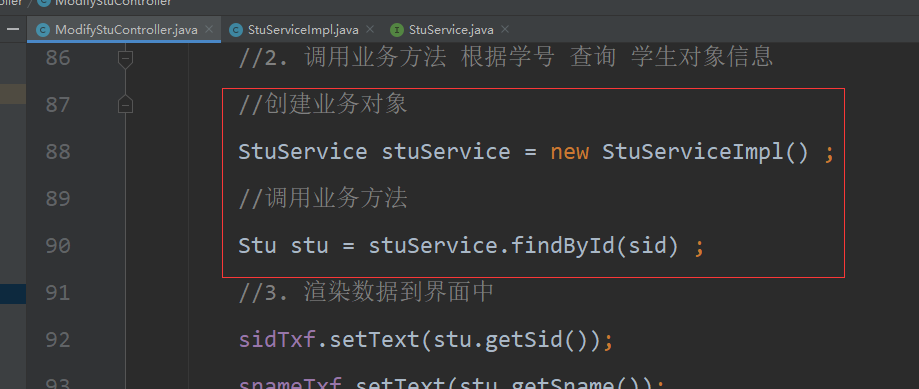 ller ModifyStuController
ModifyStuController.java StuServiceImpl.java StuService.java
86 //2. 调用业务方法 根据学号 查询 学生对象信息
87 //创建业务对象
88 StuService stuService = new StuServiceImpl() ;
89 //调用业务方法
90 Stu stu = stuService.findById(sid) ;
91 //3. 渲染数据到界面中
92 sidTxf.setText(stu.getSid());
93 snameTxf.setText(stu.getSname());